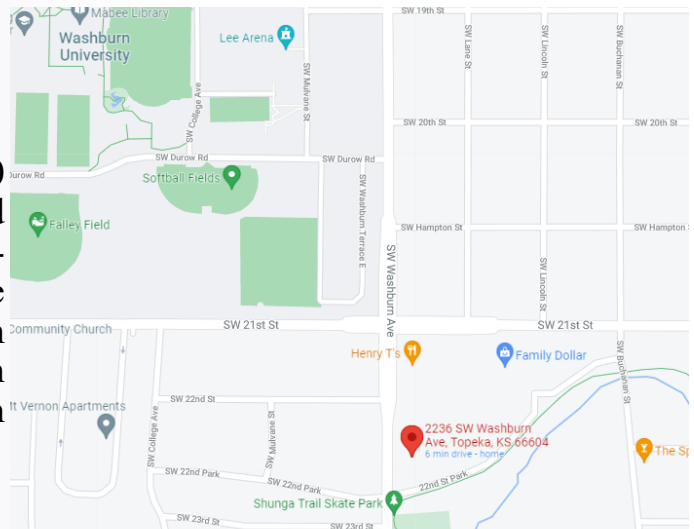 Mabee Library
Washburn
University
Lee Arena
SW 19th St
SW College Ave
SW Mulvane St
SW Lane St
SW Lincoln St
SW Buchanan St
SW 20th St
SW 20th St
SW Durow Rd
SW Durow Rd
Durow Rd
Softball Fields
SW Washburn Terrace E
Falley Field
SW Hampton St
SW Hampton St
SW Washburn Ave
SW Lincoln St
Community Church
SW 21st St
SW 21st St
Henry T's
Family Dollar
SW Buchanan St
SW 22nd St
Mt Vernon Apartments
SW College Ave
SW Mulvane St
2236 SW Washburn
Ave, Topeka, KS 66604
6 min drive - home
The Sp
SW 22nd Park
SW 22nd Park
22nd St Park
Shunga Trail Skate Park
SW 23rd St
SW 23rd St